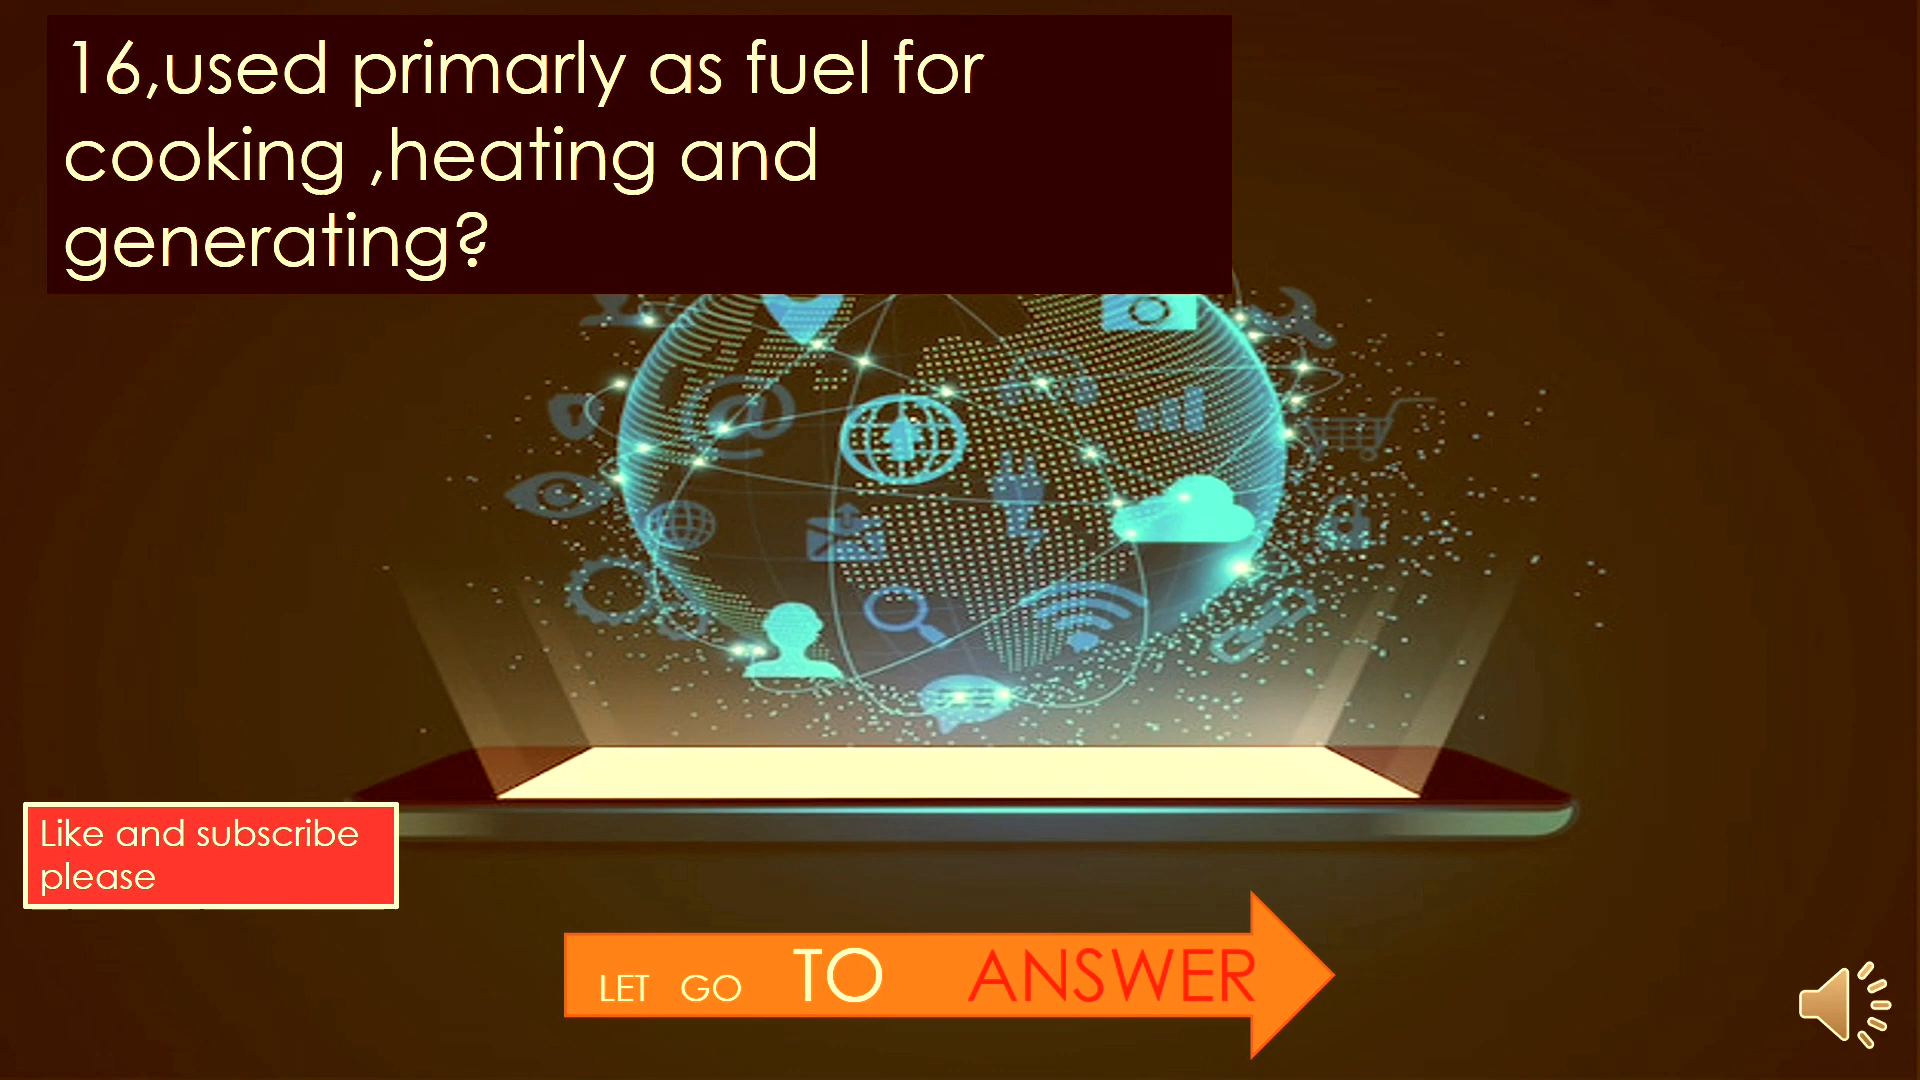 16,used primarly as fuel for
cooking ,heating and
generating?
Like and subscribe
please
LET GO TO ANSWER